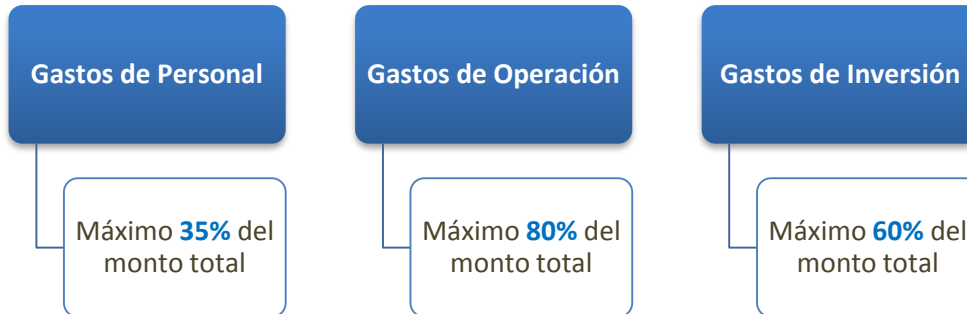 Gastos de Personal
Máximo 35% del
monto total
Gastos de Operación
Máximo 80% del
monto total
Gastos de Inversión
Máximo 60% del
monto total